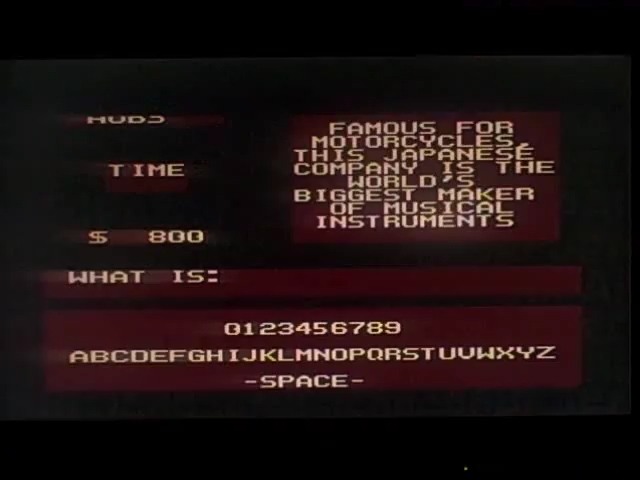 TIME
$ 800
FAMOUS FOR
MOTORCYCLES,
THIS JAPANESE
COMPANY IS THE
WORLD'S
BIGGEST MAKER
OF MUSICAL
INSTRUMENTS
WHAT IS:
0123456789
ABCDEFGHIJKLMNOPQRSTUVWXYZ
-SPACE-